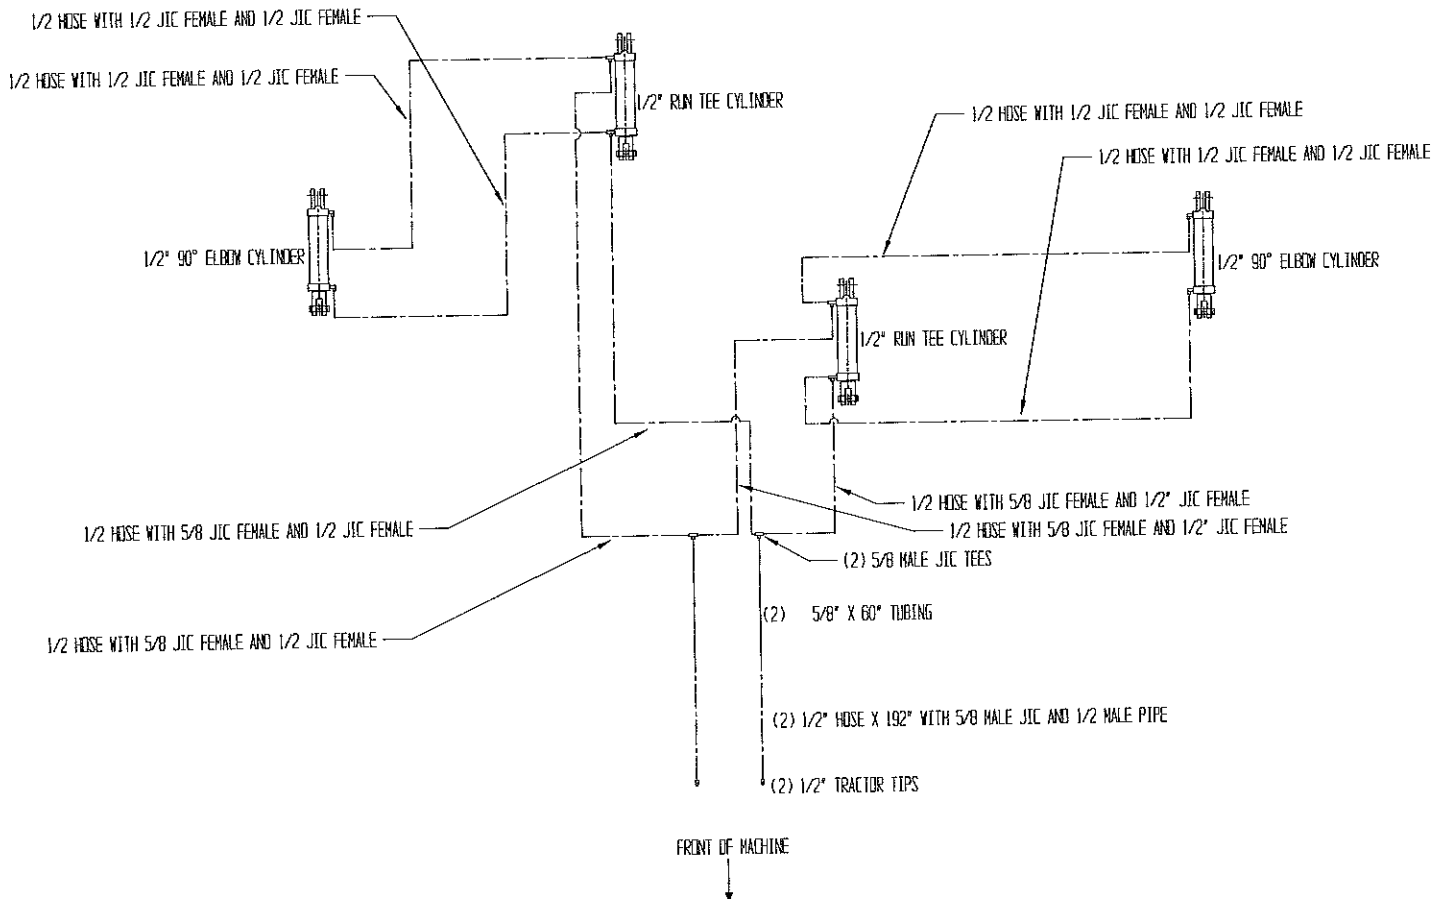 1/2 HOSE WITH 1/2 JIC FEMALE AND 1/2 JIC FEMALE
1/2 HOSE WITH 1/2 JIC FEMALE AND 1/2 JIC FEMALE
1/2" RUN TEE CYLINDER
1/2 HOSE WITH 1/2 JIC FEMALE AND 1/2 JIC FEMALE
1/2 HOSE WITH 1/2 JIC FEMALE AND 1/2 JIC FEMALE
1/2" 90° ELBOW CYLINDER
1/2" 90° ELBOW CYLINDER
1/2" RUN TEE CYLINDER
1/2 HOSE WITH 5/8 JIC FEMALE AND 1/2" JIC FEMALE
1/2 HOSE WITH 5/8 JIC FEMALE AND 1/2 JIC FEMALE
1/2 HOSE WITH 5/8 JIC FEMALE AND 1/2" JIC FEMALE
(2) 5/8 MALE JIC TEES
(2) 5/8" X 60" TUBING
1/2 HOSE WITH 5/8 JIC FEMALE AND 1/2 JIC FEMALE
(2) 1/2" HOSE X 192" WITH 5/8 MALE JIC AND 1/2 MALE PIPE
(2) 1/2" TRACTOR TIPS
FRONT OF MACHINE